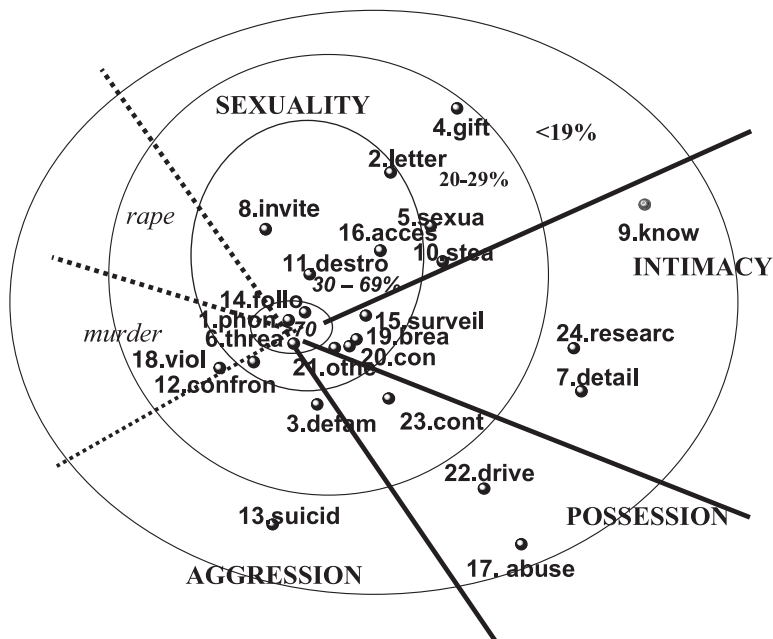 SEXUALITY
4.gift
<19%
2.letter
20-29%
rape
8.invite
5.sexua
16.acces
9.know
10.stea
11.destro
INTIMACY
30 – 69%
14.follo
1.phon
70
15.surveil
murder
6.threa
19.brea
24.researc
18.viol
21.othe
20.con
12.confron
7.detail
3.defam
23.cont
22.drive
13.suicid
POSSESSION
AGGRESSION
17. abuse